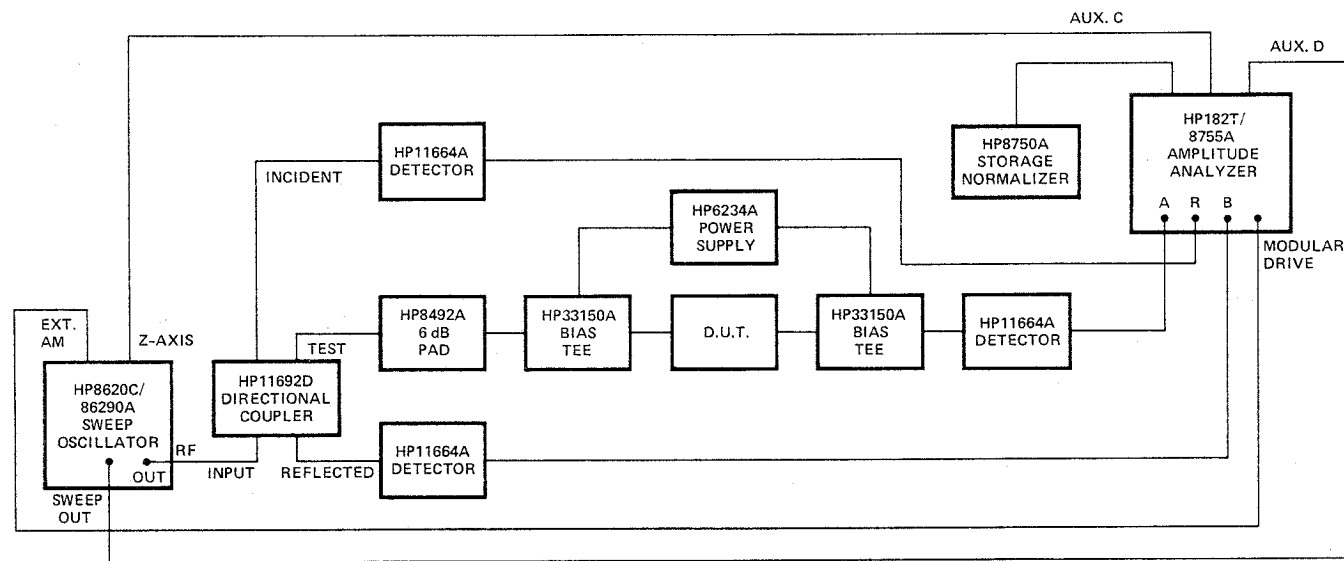 AUX. C
AUX. D
HP182T/
8755A
AMPLITUDE
ANALYZER
A R B
MODULAR
DRIVE
HP8750A
STORAGE
NORMALIZER
HP11664A
DETECTOR
INCIDENT
HP6234A
POWER
SUPPLY
EXT.
AM
Z-AXIS
TEST
HP8492A
6 dB
PAD
HP33150A
BIAS
TEE
D.U.T.
HP33150A
BIAS
TEE
HP11664A
DETECTOR
HP8620C/
86290A
SWEEP
OSCILLATOR
HP11692D
DIRECTIONAL
COUPLER
RF
OUT
INPUT
REFLECTED
HP11664A
DETECTOR
SWEEP
OUT